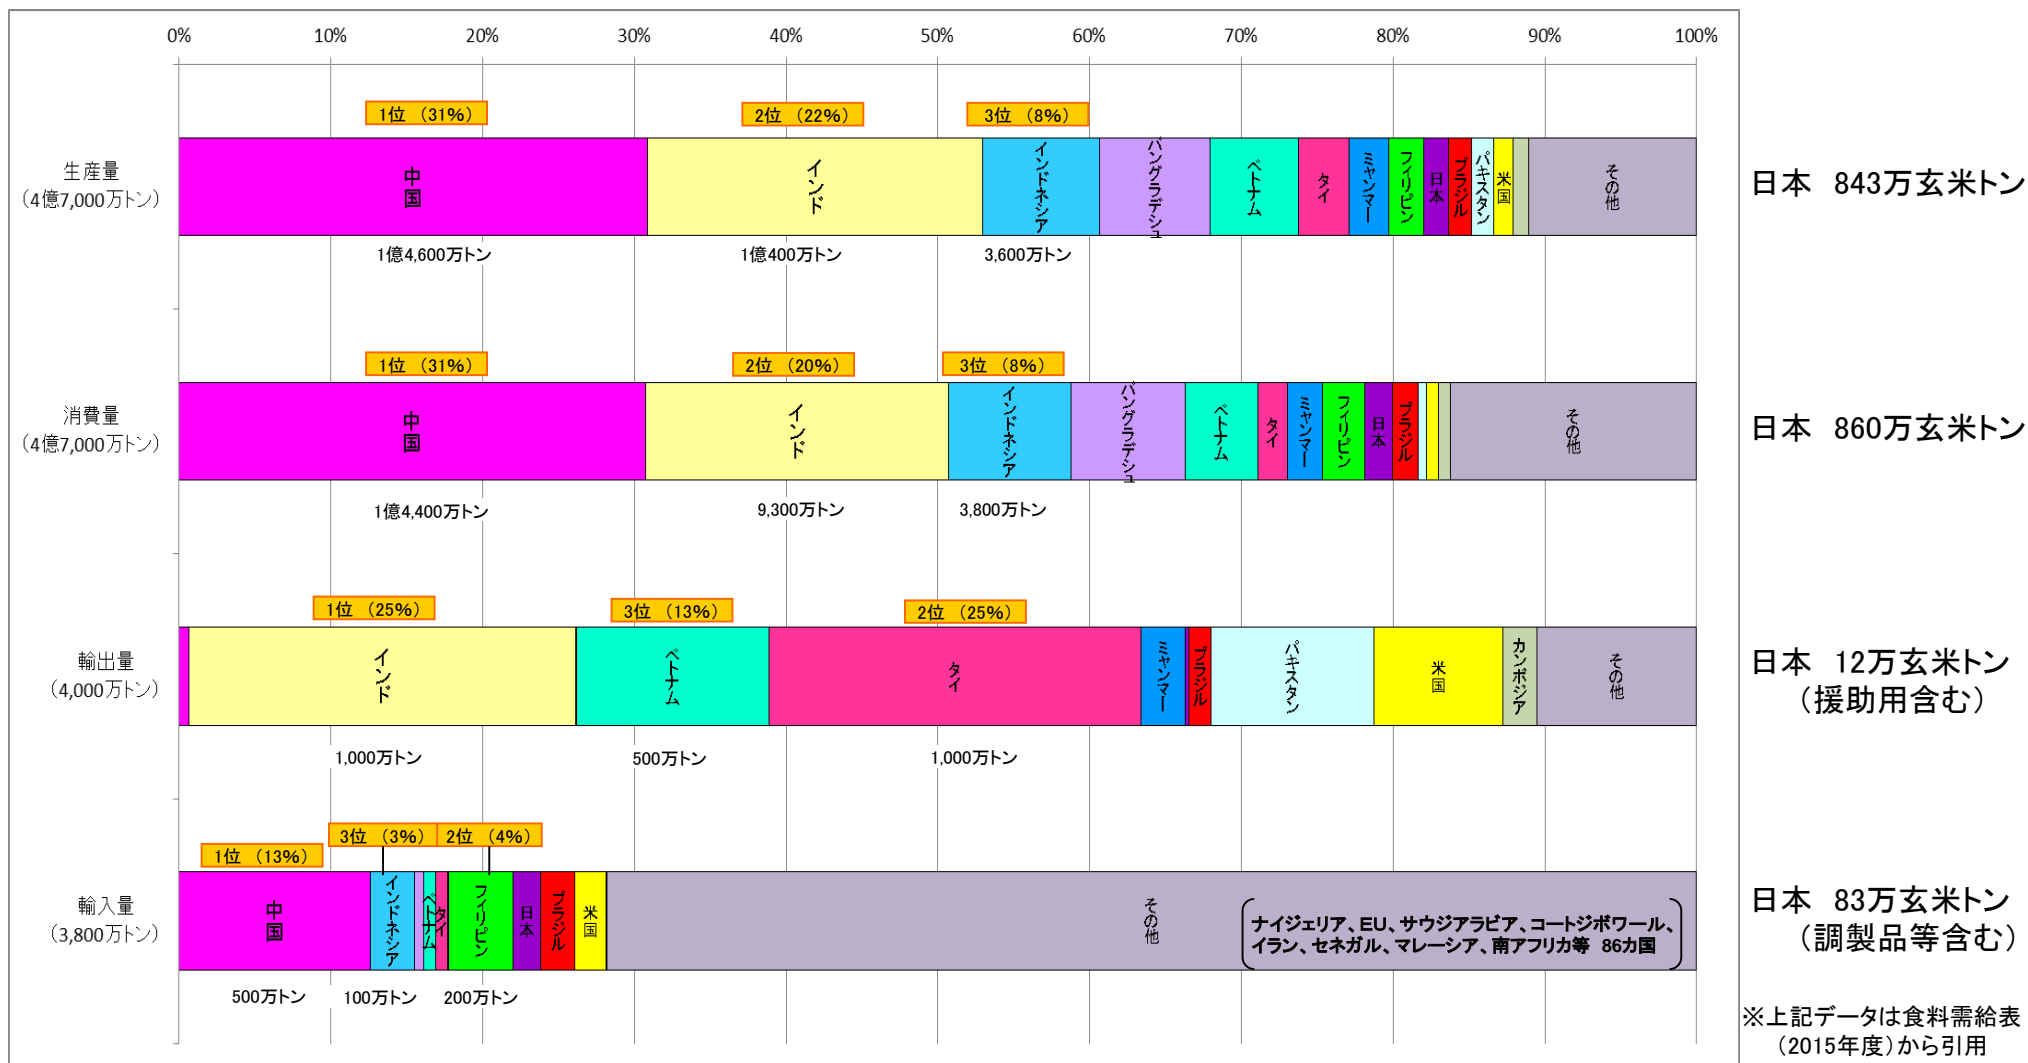 0% 10% 20% 30% 40% 50% 60% 70% 80% 90% 100%
1位 （31%） 2位 （22%） 3位 （8%）
生産量
（4億7,000万トン）
中国 インド インドネシア バングラデシュ ベトナム タイ ミャンマー フィリピン 日本 ブラジル パキスタン 米国 その他
日本 843万玄米トン
1億4,600万トン 1億400万トン 3,600万トン
1位 （31%） 2位 （20%） 3位 （8%）
消費量
（4億7,000万トン）
中国 インド インドネシア バングラデシュ ベトナム タイ ミャンマー フィリピン 日本 ブラジル その他
日本 860万玄米トン
1億4,400万トン 9,300万トン 3,800万トン
1位 （25%） 3位 （13%） 2位 （25%）
輸出量
（4,000万トン）
インド ベトナム タイ ミャンマー ブラジル パキスタン 米国 カンボジア その他
日本 12万玄米トン
（援助用含む）
1,000万トン 500万トン 1,000万トン
1位 （13%） 3位 （3%） 2位 （4%）
輸入量
（3,800万トン）
中国 インドネシア ベトナム タイ フィリピン 日本 ブラジル 米国 その他
ナイジェリア、EU、サウジアラビア、コートジボワール、
イラン、セネガル、マレーシア、南アフリカ等 86カ国
日本 83万玄米トン
（調製品等含む）
500万トン 100万トン 200万トン
※上記データは食料需給表
（2015年度）から引用